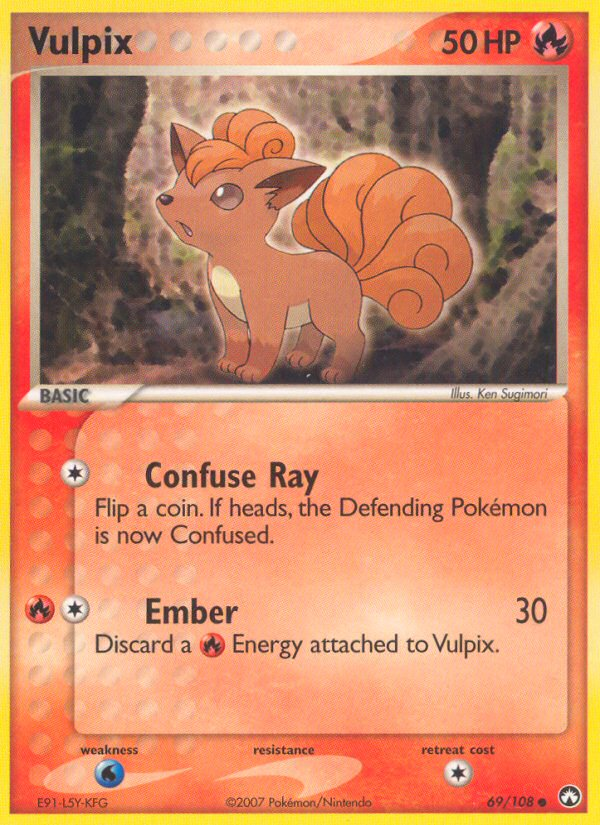 Vulpix
50 HP
BASIC
Illus. Ken Sugimori
Confuse Ray
Flip a coin. If heads, the Defending Pokémon
is now Confused.
Ember 30
Discard a Energy attached to Vulpix.
weakness resistance retreat cost
E91-L5Y-KFG ©2007 Pokémon/Nintendo 69/108